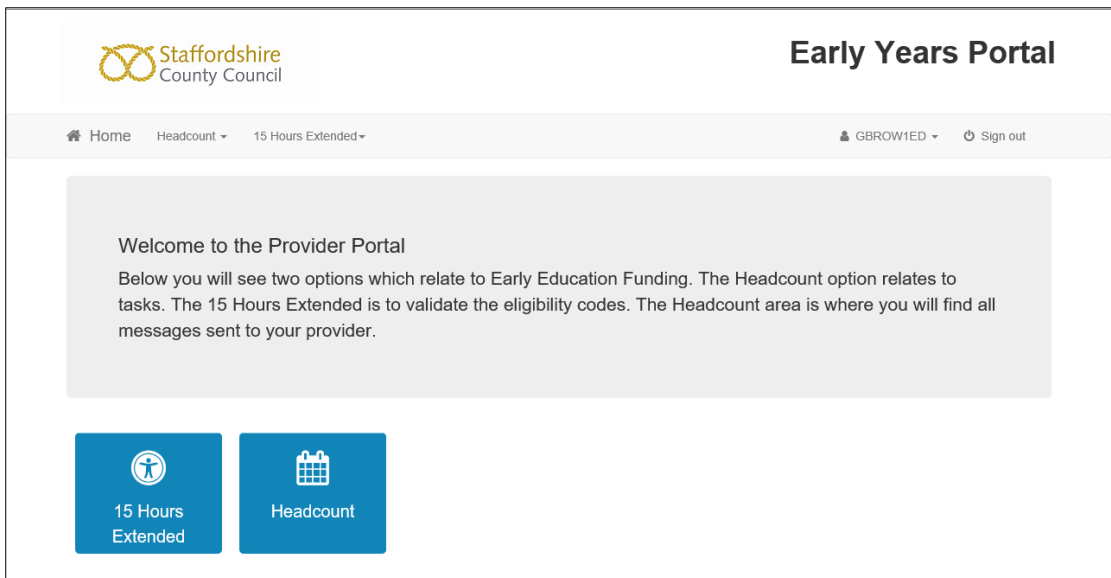 Staffordshire
County Council
Early Years Portal
Home Headcount 15 Hours Extended GBROW1ED Sign out
Welcome to the Provider Portal
Below you will see two options which relate to Early Education Funding. The Headcount option relates to
tasks. The 15 Hours Extended is to validate the eligibility codes. The Headcount area is where you will find all
messages sent to your provider.
15 Hours
Extended
Headcount